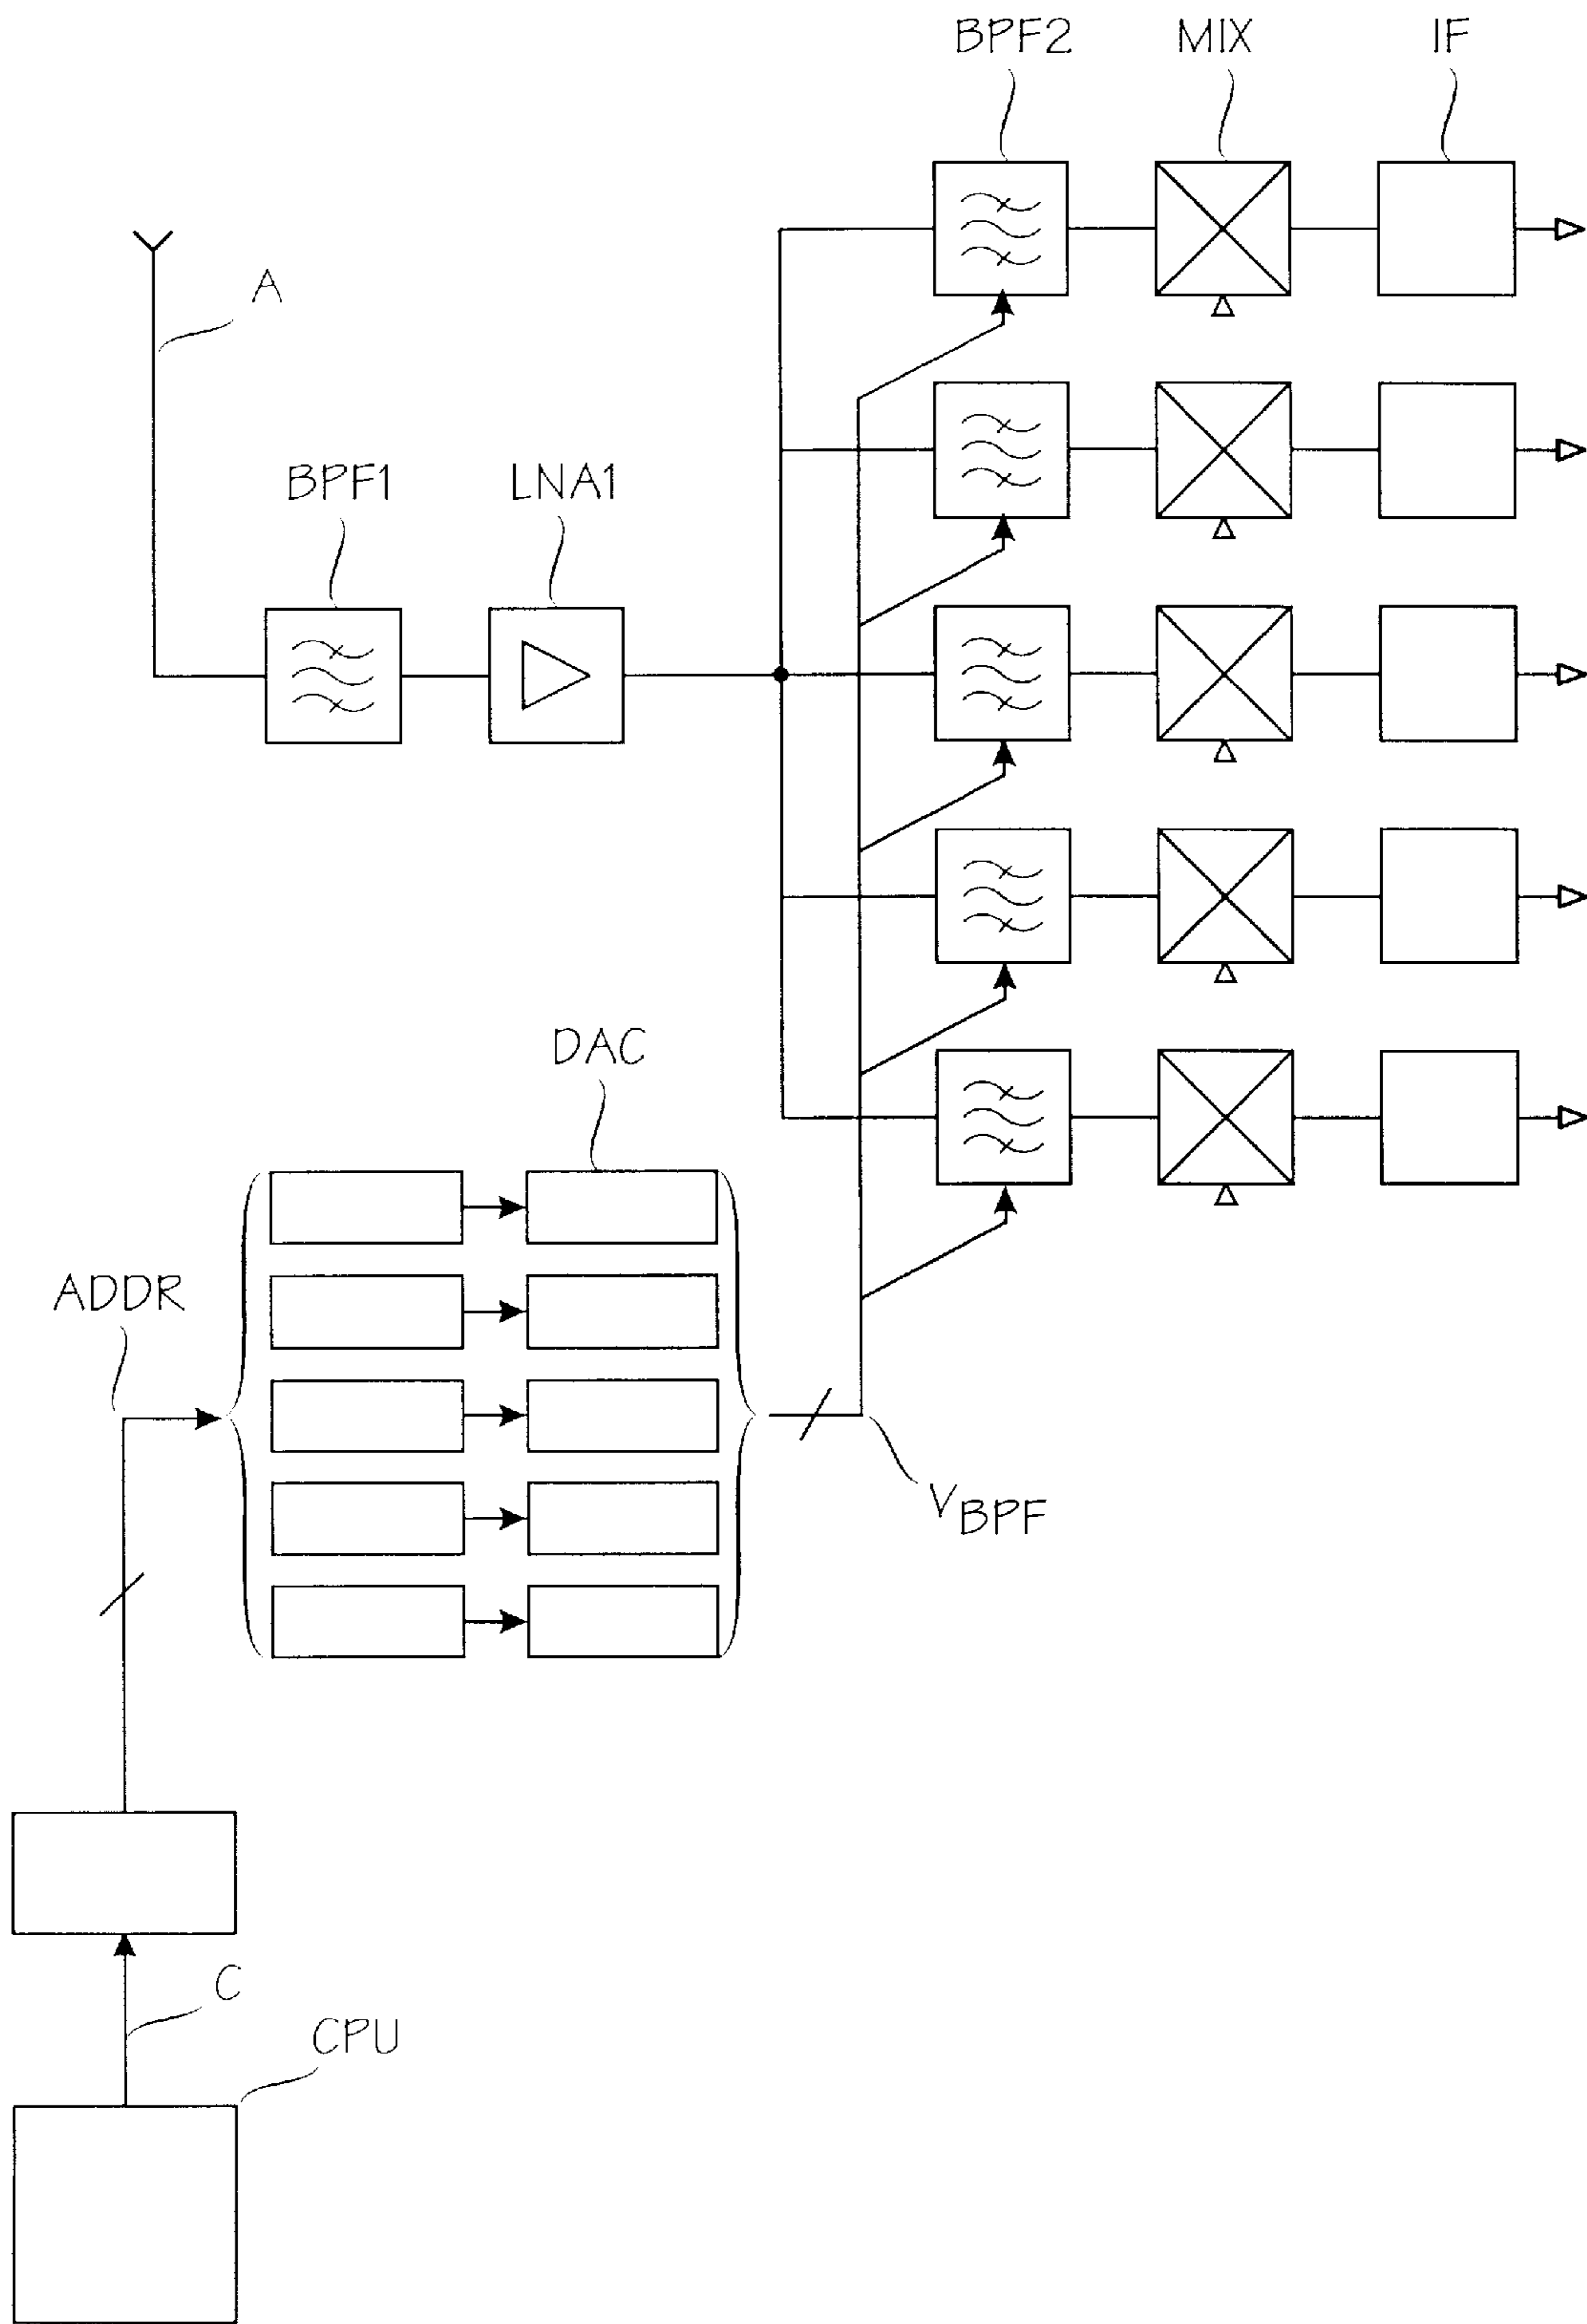 BPF2 MIX IF
A
BPF1 LNA1
DAC
ADDR
VBPF
C
CPU